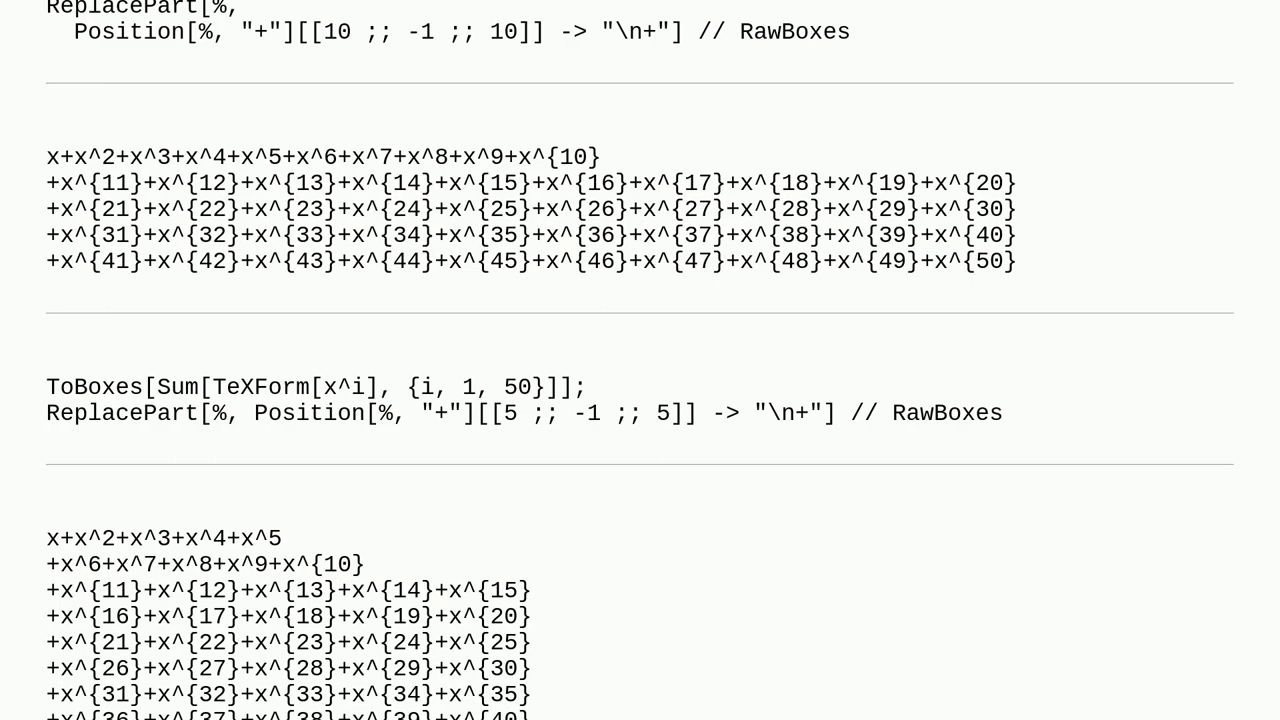 ReplacePart[%,
  Position[%, "+"][[10 ;; -1 ;; 10]] -> "\n+"] // RawBoxes
x+x^2+x^3+x^4+x^5+x^6+x^7+x^8+x^9+x^{10}
+x^{11}+x^{12}+x^{13}+x^{14}+x^{15}+x^{16}+x^{17}+x^{18}+x^{19}+x^{20}
+x^{21}+x^{22}+x^{23}+x^{24}+x^{25}+x^{26}+x^{27}+x^{28}+x^{29}+x^{30}
+x^{31}+x^{32}+x^{33}+x^{34}+x^{35}+x^{36}+x^{37}+x^{38}+x^{39}+x^{40}
+x^{41}+x^{42}+x^{43}+x^{44}+x^{45}+x^{46}+x^{47}+x^{48}+x^{49}+x^{50}
ToBoxes[Sum[TeXForm[x^i], {i, 1, 50}]];
ReplacePart[%, Position[%, "+"][[5 ;; -1 ;; 5]] -> "\n+"] // RawBoxes
x+x^2+x^3+x^4+x^5
+x^6+x^7+x^8+x^9+x^{10}
+x^{11}+x^{12}+x^{13}+x^{14}+x^{15}
+x^{16}+x^{17}+x^{18}+x^{19}+x^{20}
+x^{21}+x^{22}+x^{23}+x^{24}+x^{25}
+x^{26}+x^{27}+x^{28}+x^{29}+x^{30}
+x^{31}+x^{32}+x^{33}+x^{34}+x^{35}
+x^{36}+x^{37}+x^{38}+x^{39}+x^{40}